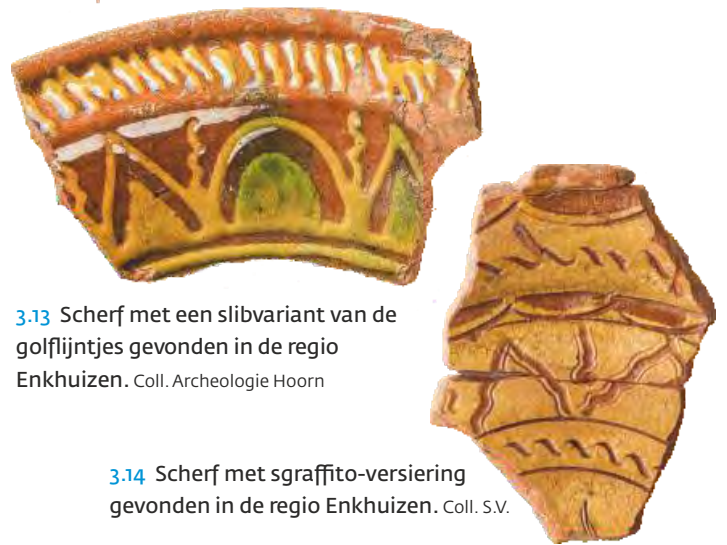 3.13 Scherf met een slibvariant van de
golflijntjes gevonden in de regio
Enkhuizen. Coll. Archeologie Hoorn
3.14 Scherf met sgraffito-versiering
gevonden in de regio Enkhuizen. Coll. S.V.